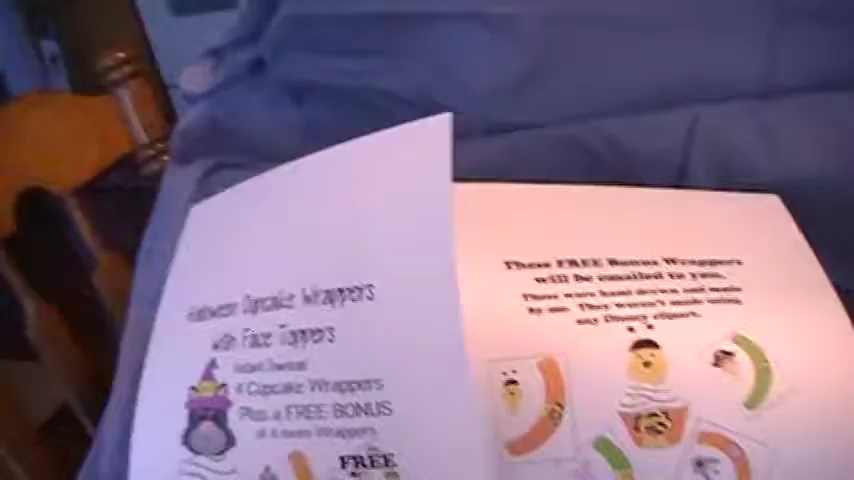 Halloween Cupcake Wrappers
with Face Toppers
Instant Download
4 Cupcake Wrappers
Plus a FREE BONUS
of 4 more Wrappers
FREE
These FREE Bonus Wrappers
will be emailed to you.
These were hand drawn and made
by me. They weren't made using
any Disney clipart.